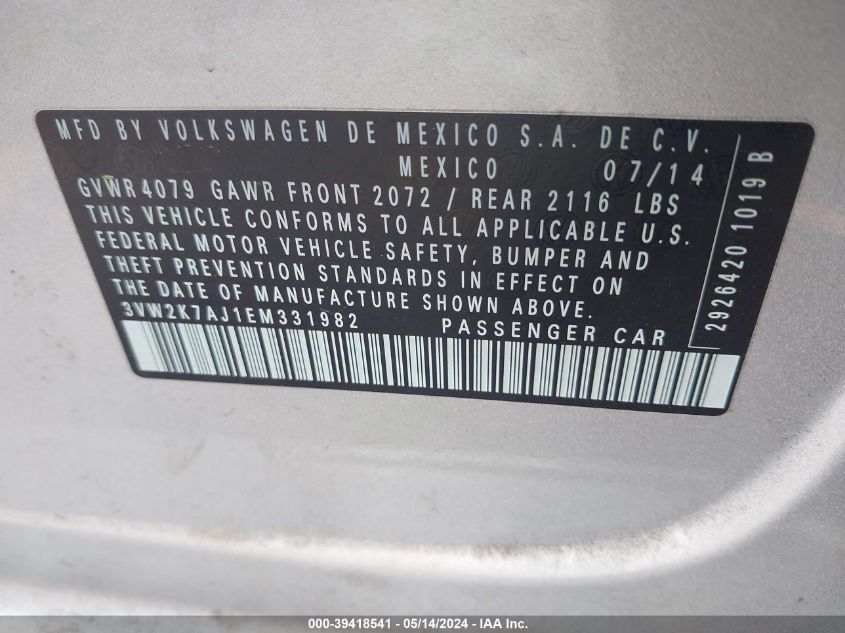 MFD BY VOLKSWAGEN DE MEXICO S.A. DE C.V.
MEXICO 07/14
GVWR 4079 GAWR FRONT 2072 / REAR 2116 LBS
THIS VEHICLE CONFORMS TO ALL APPLICABLE U.S.
FEDERAL MOTOR VEHICLE SAFETY, BUMPER AND
THEFT PREVENTION STANDARDS IN EFFECT ON
THE DATE OF MANUFACTURE SHOWN ABOVE.
3VW2K7AJ1EM331982 PASSENGER CAR
2926420 1019 B
000-39418541 / 05/14/2024 - IAA Inc.